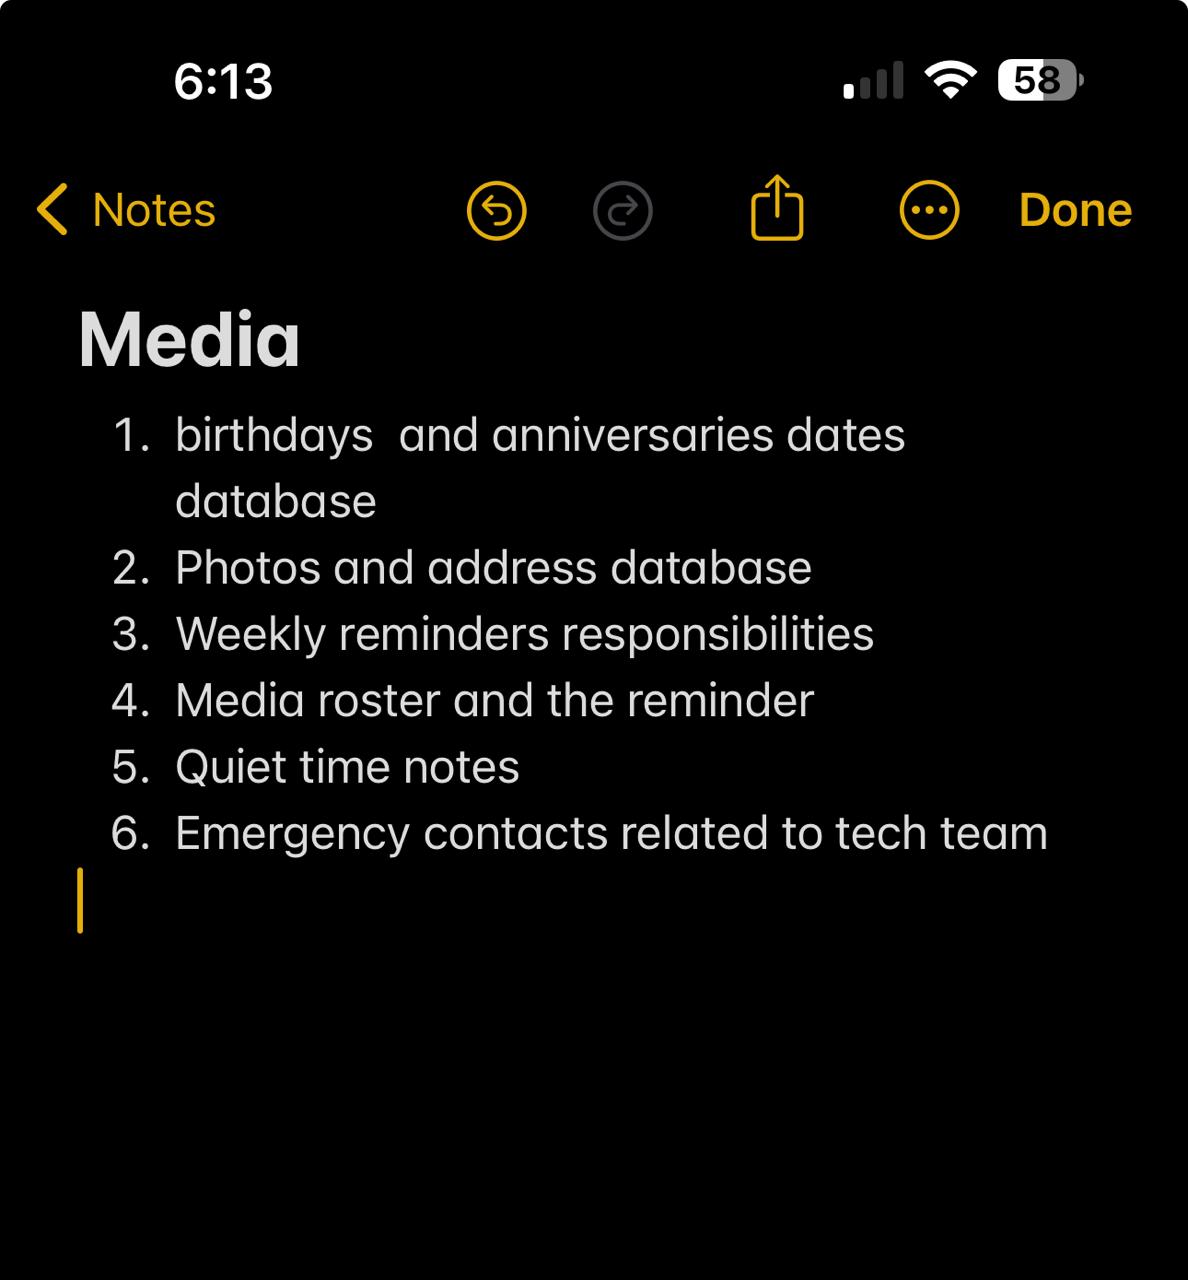 6:13
58
Notes
Done
Media
1. birthdays  and anniversaries dates
database
2. Photos and address database
3. Weekly reminders responsibilities
4. Media roster and the reminder
5. Quiet time notes
6. Emergency contacts related to tech team